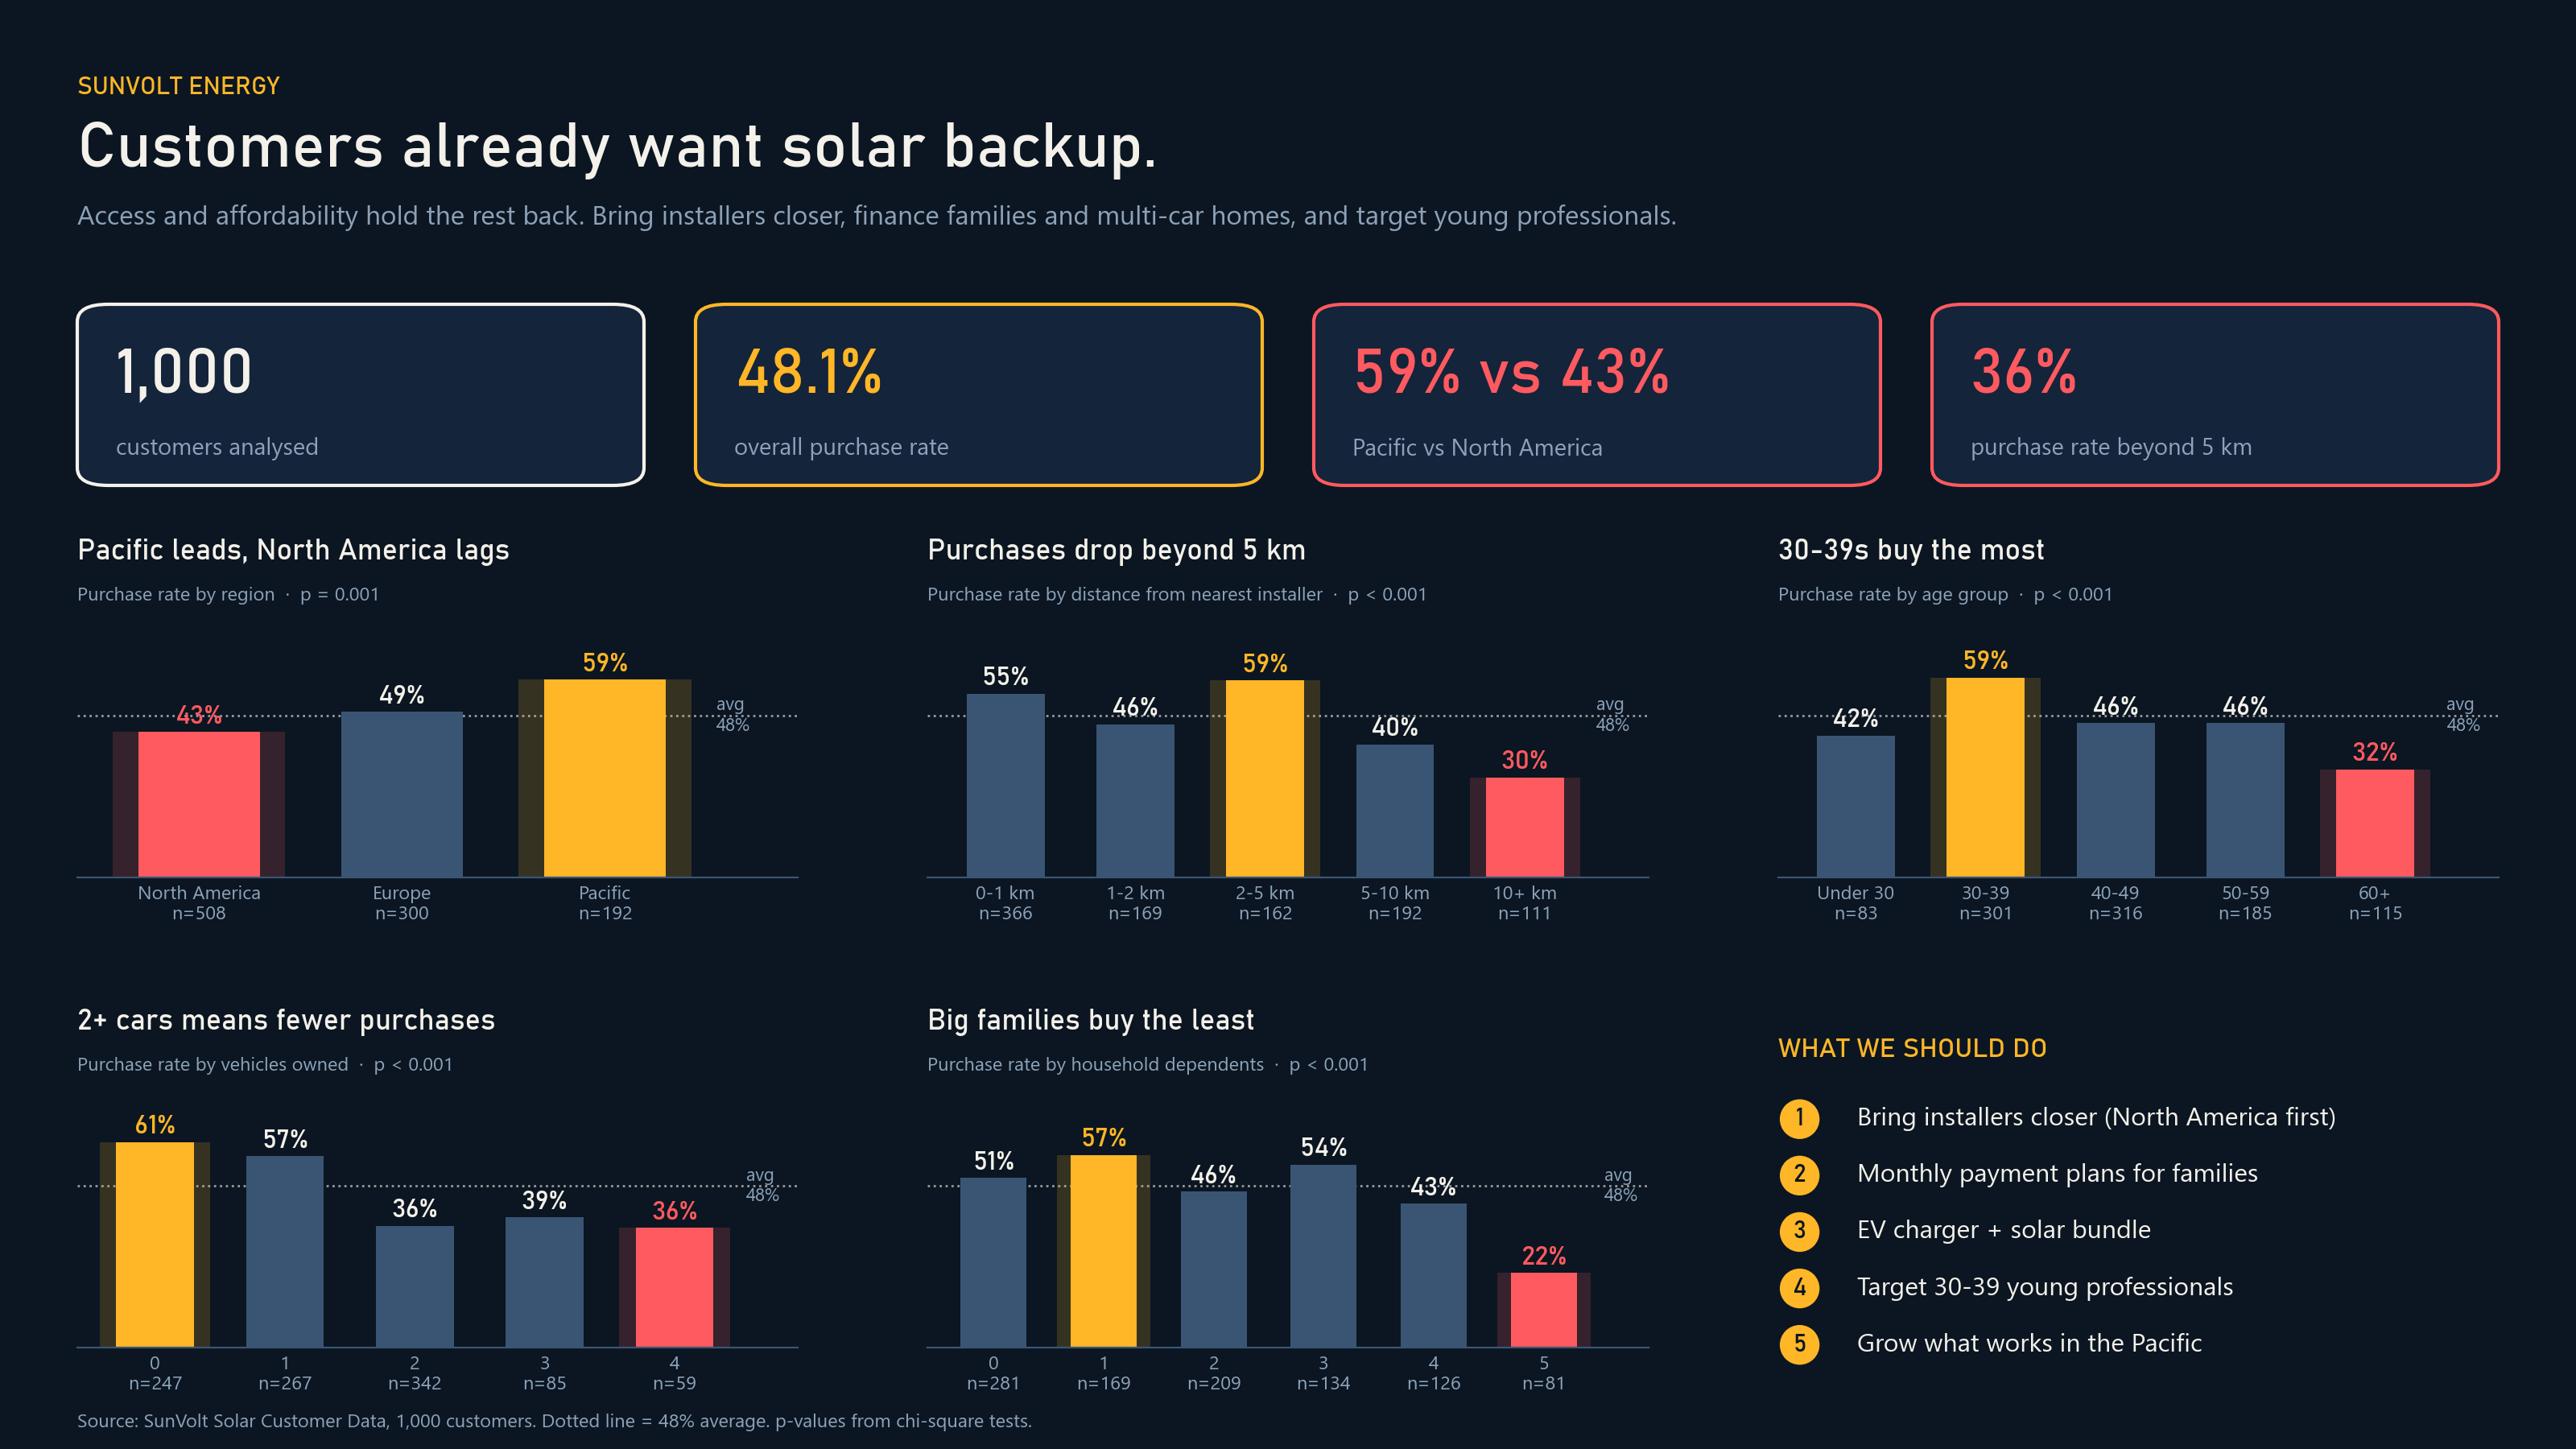 SUNVOLT ENERGY
Customers already want solar backup.
Access and affordability hold the rest back. Bring installers closer, finance families and multi-car homes, and target young professionals.
1,000
customers analysed
48.1%
overall purchase rate
59% vs 43%
Pacific vs North America
36%
purchase rate beyond 5 km
Pacific leads, North America lags
Purchase rate by region · p = 0.001
43%
49%
59%
avg
48%
North America
n=508
Europe
n=300
Pacific
n=192
Purchases drop beyond 5 km
Purchase rate by distance from nearest installer · p < 0.001
55%
46%
59%
40%
30%
avg
48%
0-1 km
n=366
1-2 km
n=169
2-5 km
n=162
5-10 km
n=192
10+ km
n=111
30-39s buy the most
Purchase rate by age group · p < 0.001
42%
59%
46%
46%
32%
avg
48%
Under 30
n=83
30-39
n=301
40-49
n=316
50-59
n=185
60+
n=115
2+ cars means fewer purchases
Purchase rate by vehicles owned · p < 0.001
61%
57%
36%
39%
36%
avg
48%
0
n=247
1
n=267
2
n=342
3
n=85
4
n=59
Big families buy the least
Purchase rate by household dependents · p < 0.001
51%
57%
46%
54%
43%
22%
avg
48%
0
n=281
1
n=169
2
n=209
3
n=134
4
n=126
5
n=81
WHAT WE SHOULD DO
1 Bring installers closer (North America first)
2 Monthly payment plans for families
3 EV charger + solar bundle
4 Target 30-39 young professionals
5 Grow what works in the Pacific
Source: SunVolt Solar Customer Data, 1,000 customers. Dotted line = 48% average. p-values from chi-square tests.